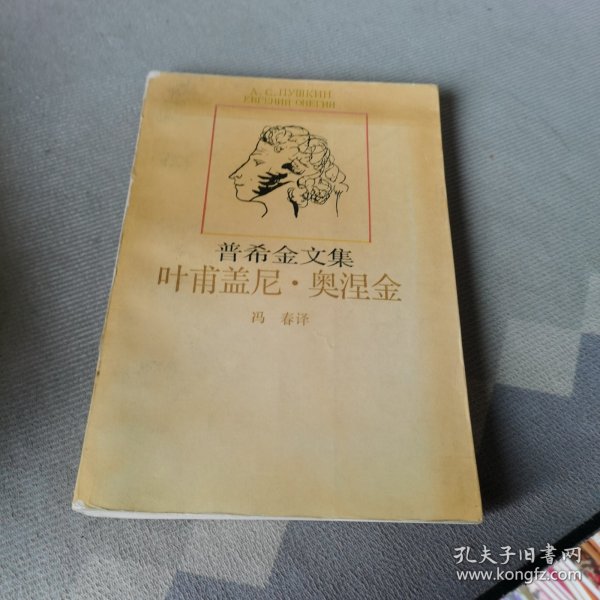 А. С. ПУШКИН
ЕВГЕНИЙ ОНЕГИН
普希金文集
叶甫盖尼·奥涅金
冯 春译
孔夫子旧书网
www.kongfz.com